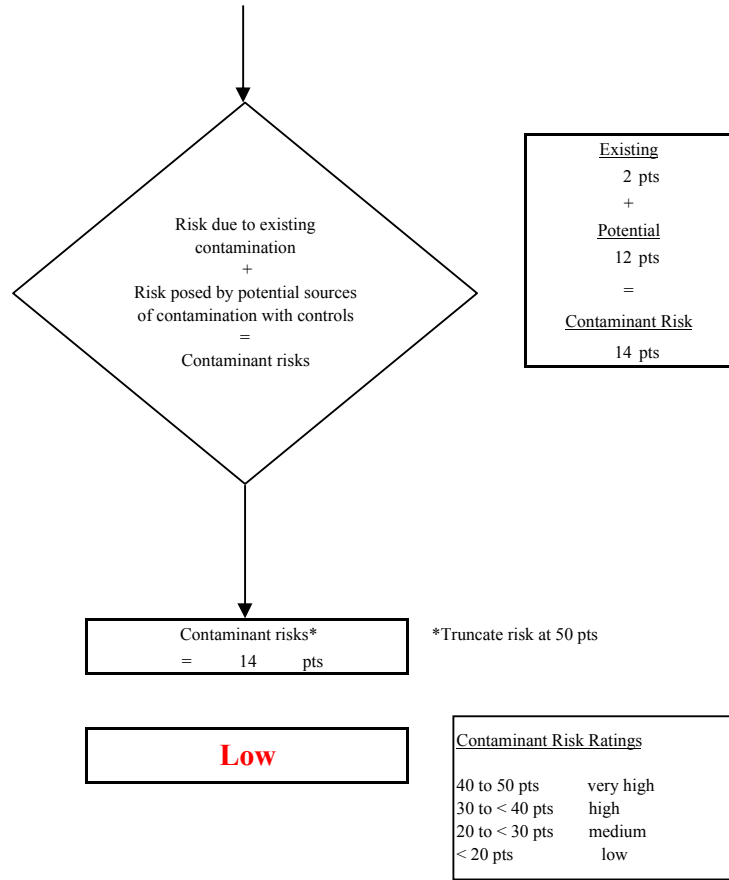 Risk due to existing
contamination
+
Risk posed by potential sources
of contamination with controls
=
Contaminant risks
Existing
2 pts
+
Potential
12 pts
=
Contaminant Risk
14 pts
Contaminant risks*
= 14 pts
*Truncate risk at 50 pts
Low
Contaminant Risk Ratings
40 to 50 pts very high
30 to < 40 pts high
20 to < 30 pts medium
< 20 pts low